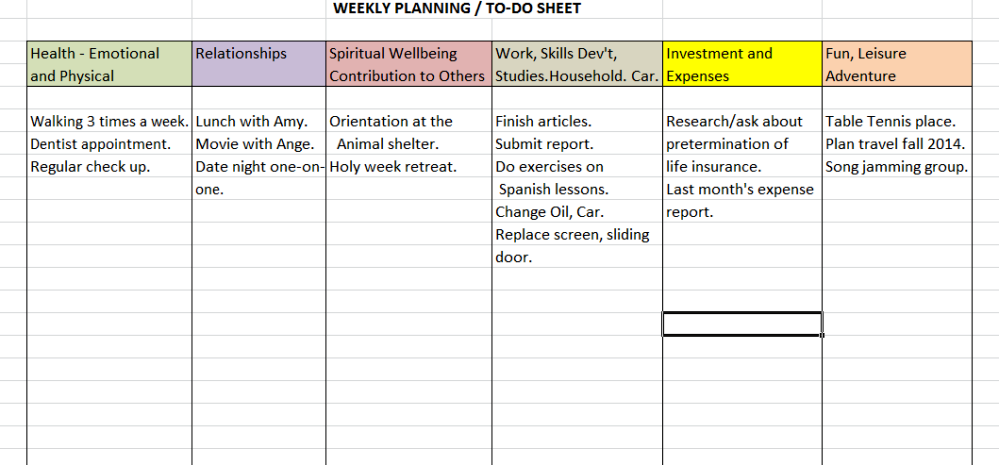 WEEKLY PLANNING / TO-DO SHEET
Health - Emotional
and Physical
Relationships
Spiritual Wellbeing
Contribution to Others
Work, Skills Dev't,
Studies.Household. Car.
Investment and
Expenses
Fun, Leisure
Adventure
Walking 3 times a week.
Dentist appointment.
Regular check up.
Lunch with Amy.
Movie with Ange.
Date night one-on-
one.
Orientation at the
Animal shelter.
Holy week retreat.
Finish articles.
Submit report.
Do exercises on
Spanish lessons.
Change Oil, Car.
Replace screen, sliding
door.
Research/ask about
pretermination of
life insurance.
Last month's expense
report.
Table Tennis place.
Plan travel fall 2014.
Song jamming group.